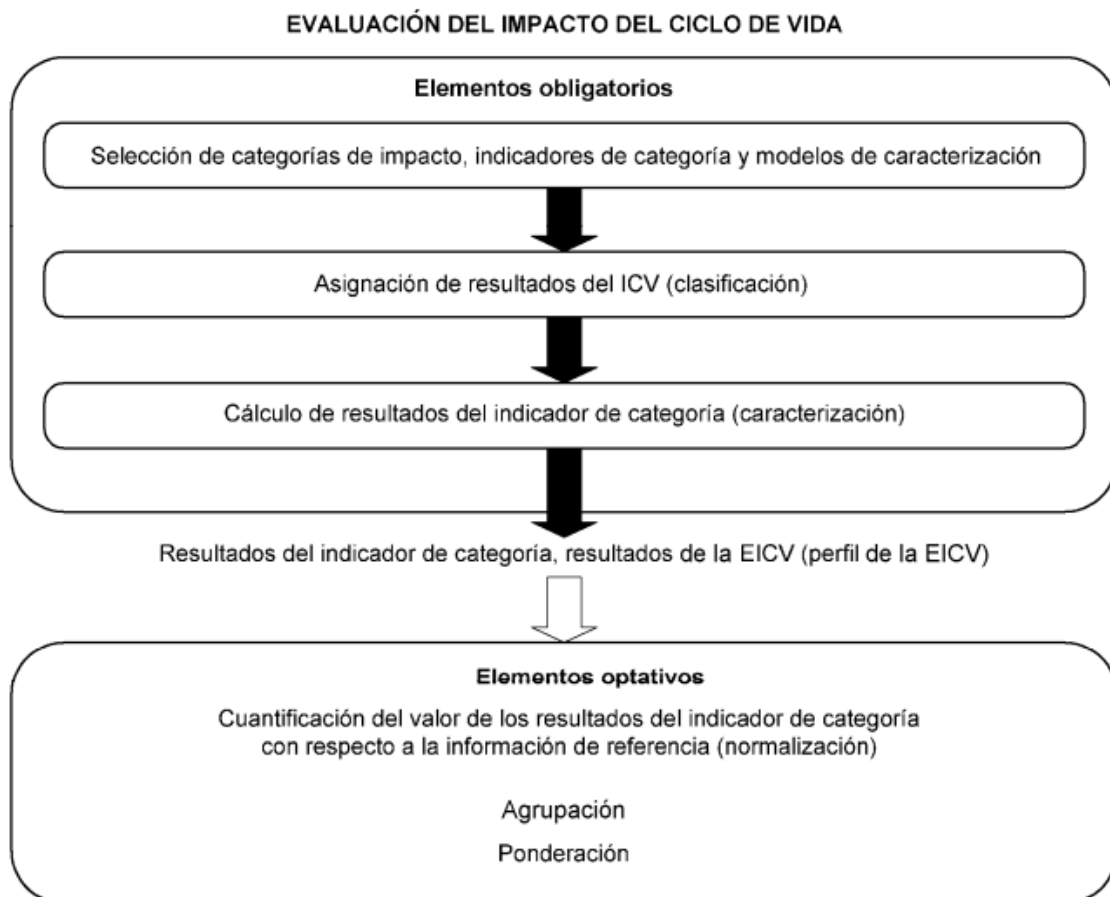 EVALUACIÓN DEL IMPACTO DEL CICLO DE VIDA
Elementos obligatorios
Selección de categorías de impacto, indicadores de categoría y modelos de caracterización
Asignación de resultados del ICV (clasificación)
Cálculo de resultados del indicador de categoría (caracterización)
Resultados del indicador de categoría, resultados de la EICV (perfil de la EICV)
Elementos optativos
Cuantificación del valor de los resultados del indicador de categoría
con respecto a la información de referencia (normalización)
Agrupación
Ponderación